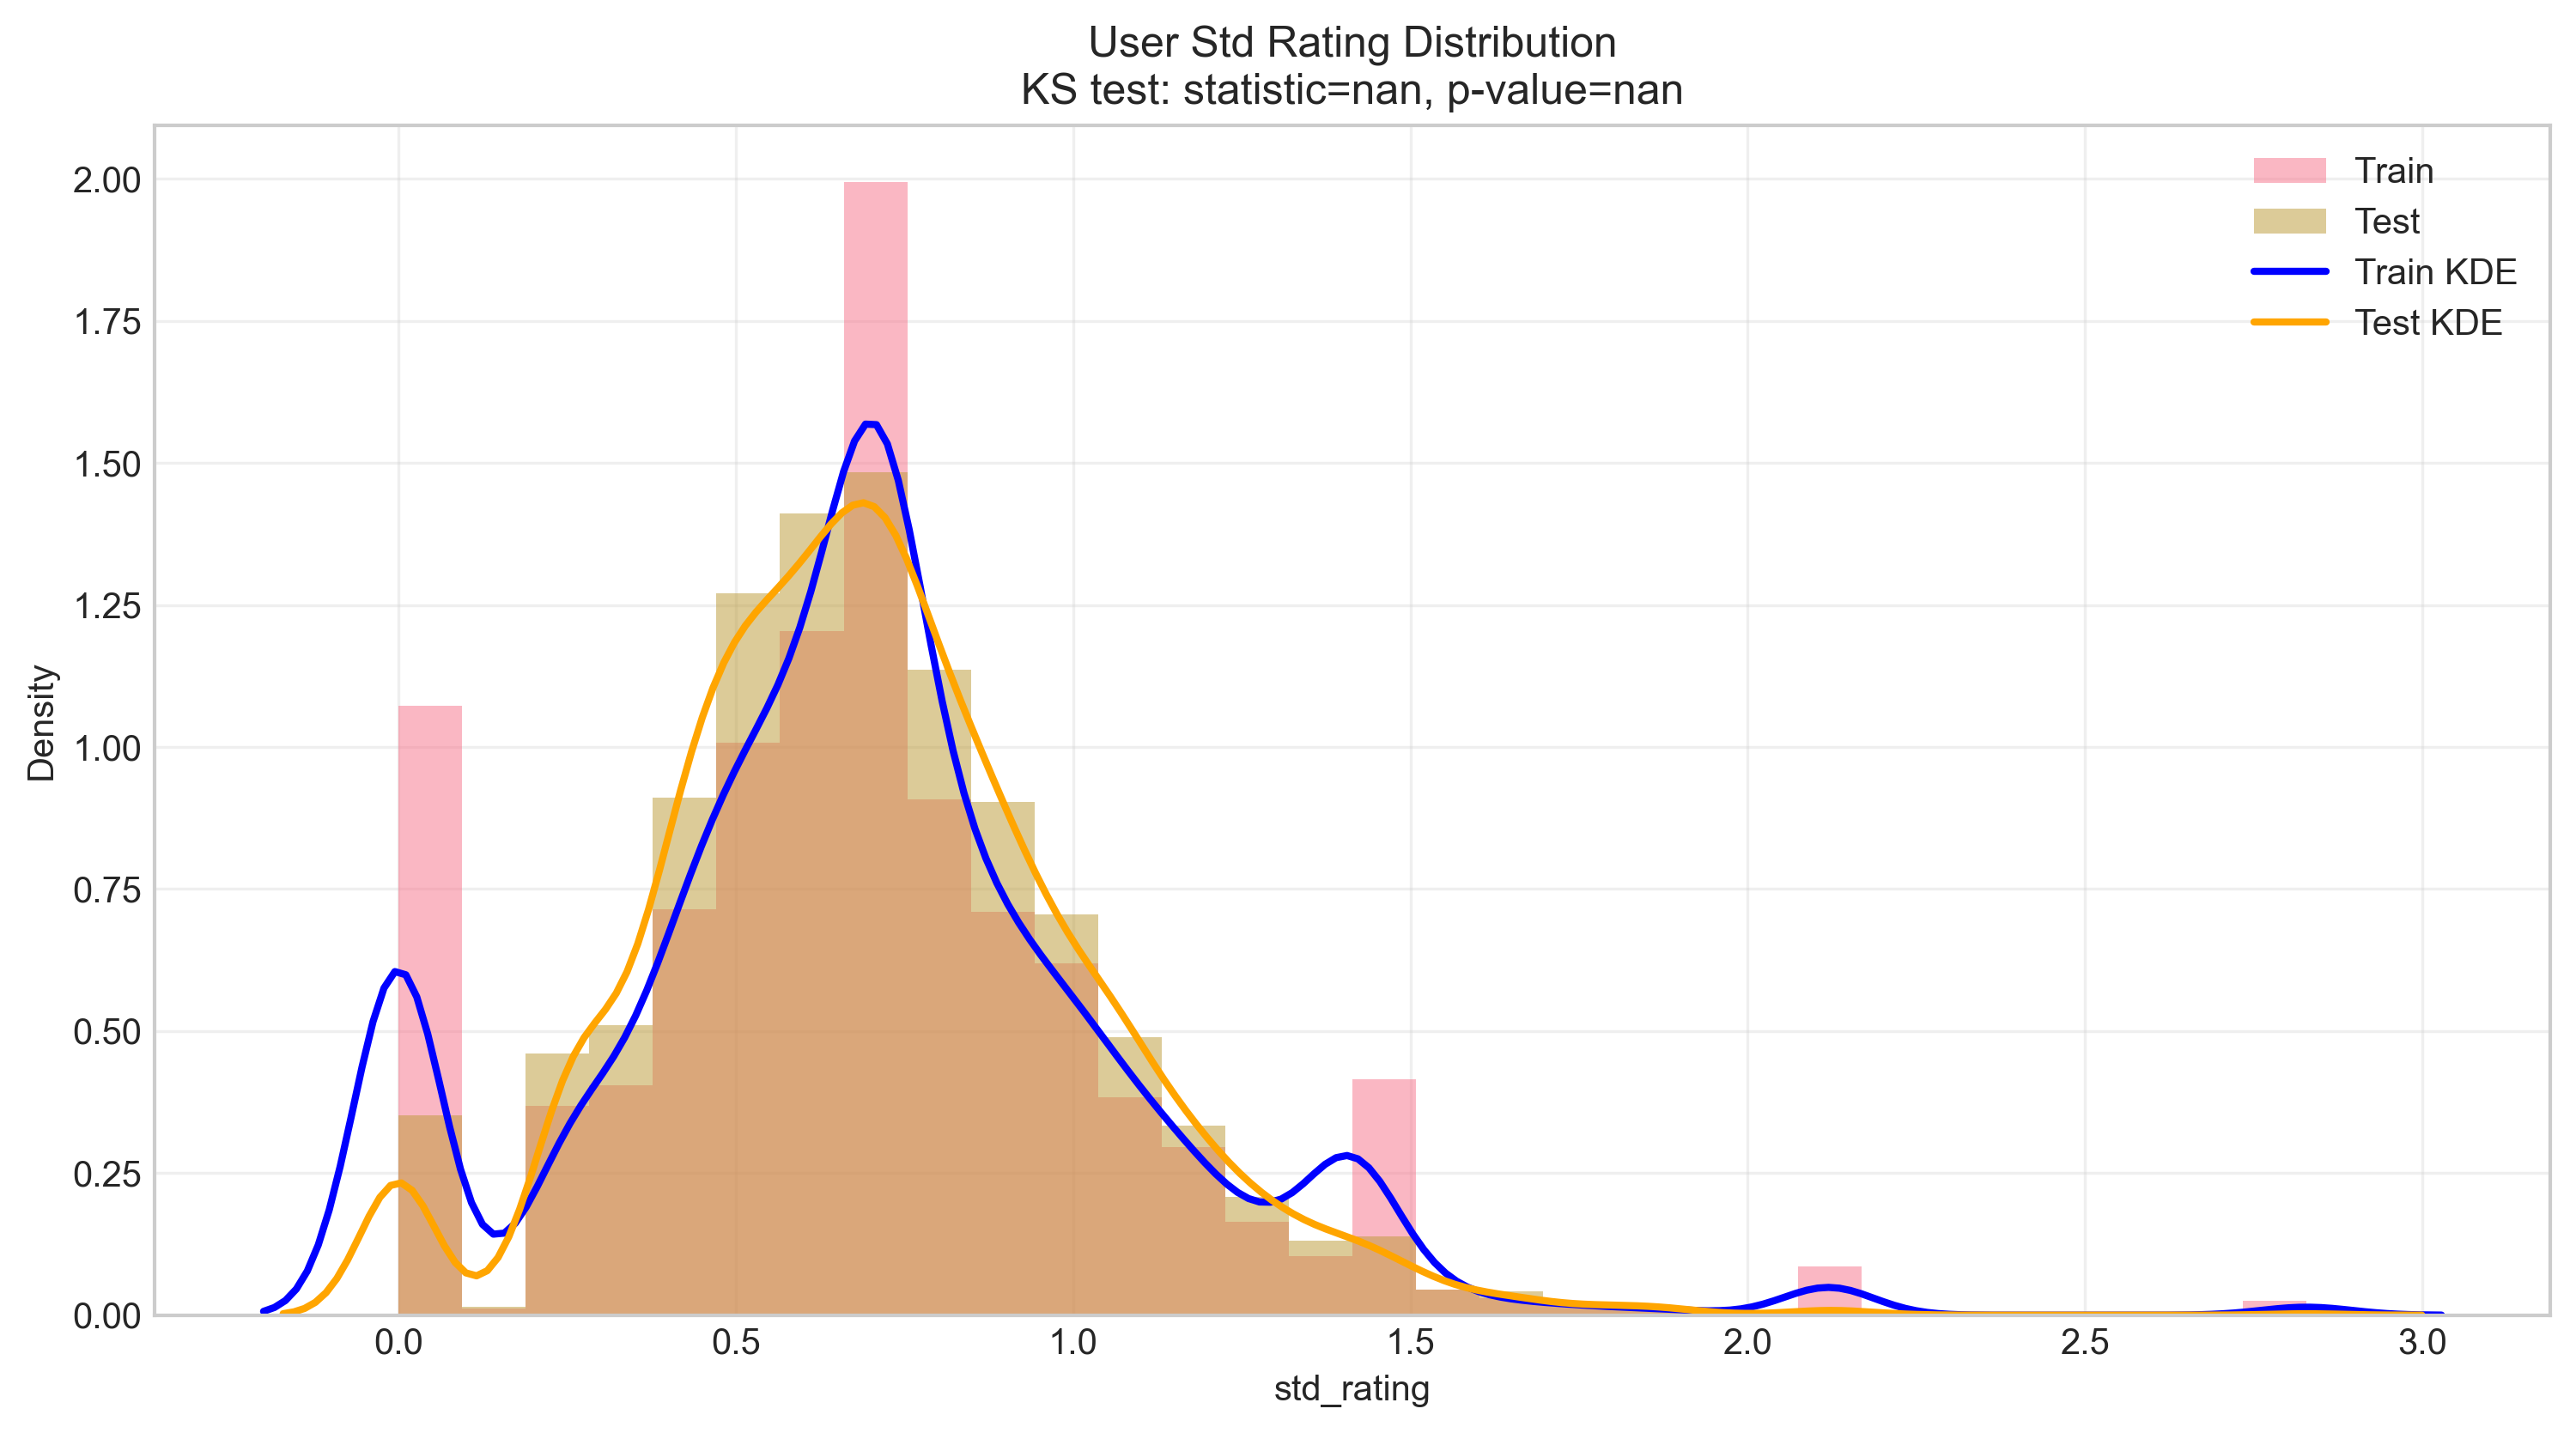 User Std Rating Distribution
KS test: statistic=nan, p-value=nan
Train
Test
Train KDE
Test KDE
2.00
1.75
1.50
1.25
1.00
0.75
0.50
0.25
0.00
Density
0.0 0.5 1.0 1.5 2.0 2.5 3.0
std_rating